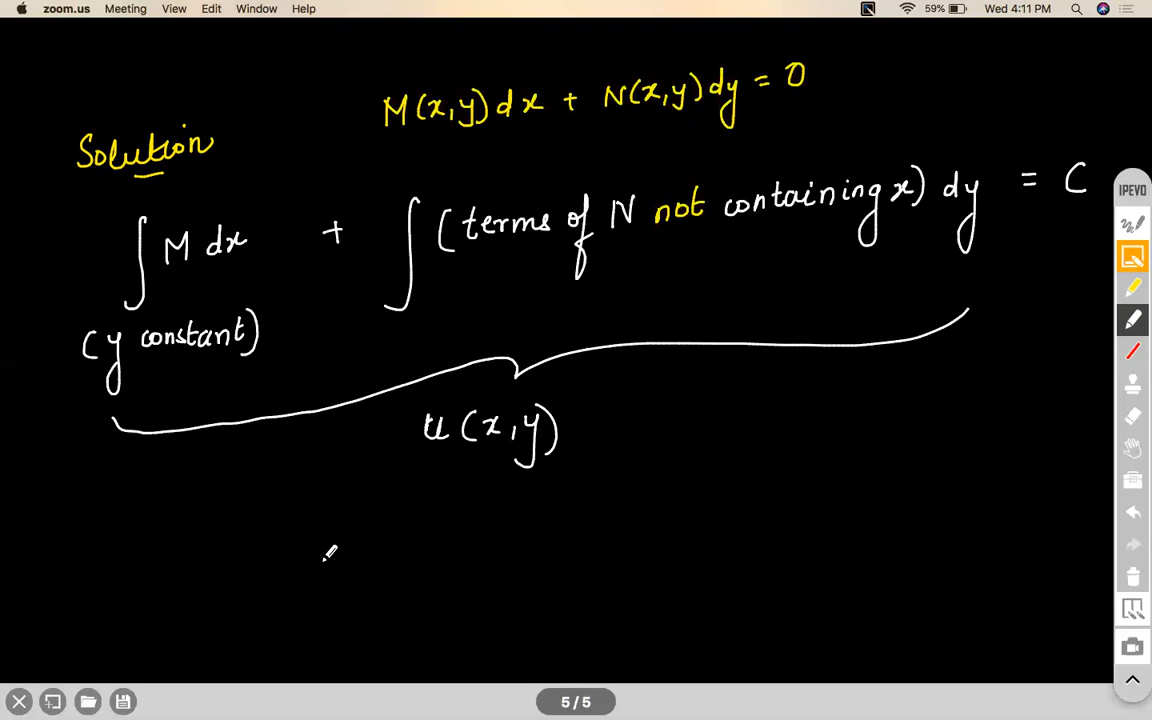 zoom.us Meeting View Edit Window Help 59% Wed 4:11 PM
M(x,y)dx + N(x,y)dy = 0
Solution
∫ M dx + ∫ (terms of N not containing x) dy = C
(y constant)
u(x,y)
IPEVO
5/5